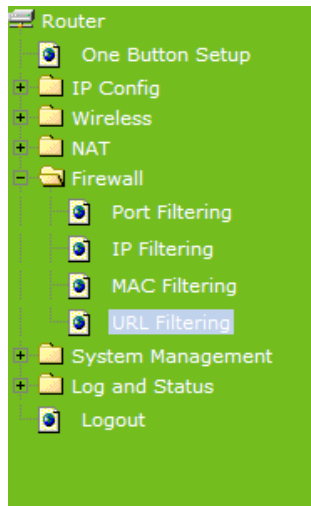 Router
One Button Setup
IP Config
Wireless
NAT
Firewall
Port Filtering
IP Filtering
MAC Filtering
URL Filtering
System Management
Log and Status
Logout